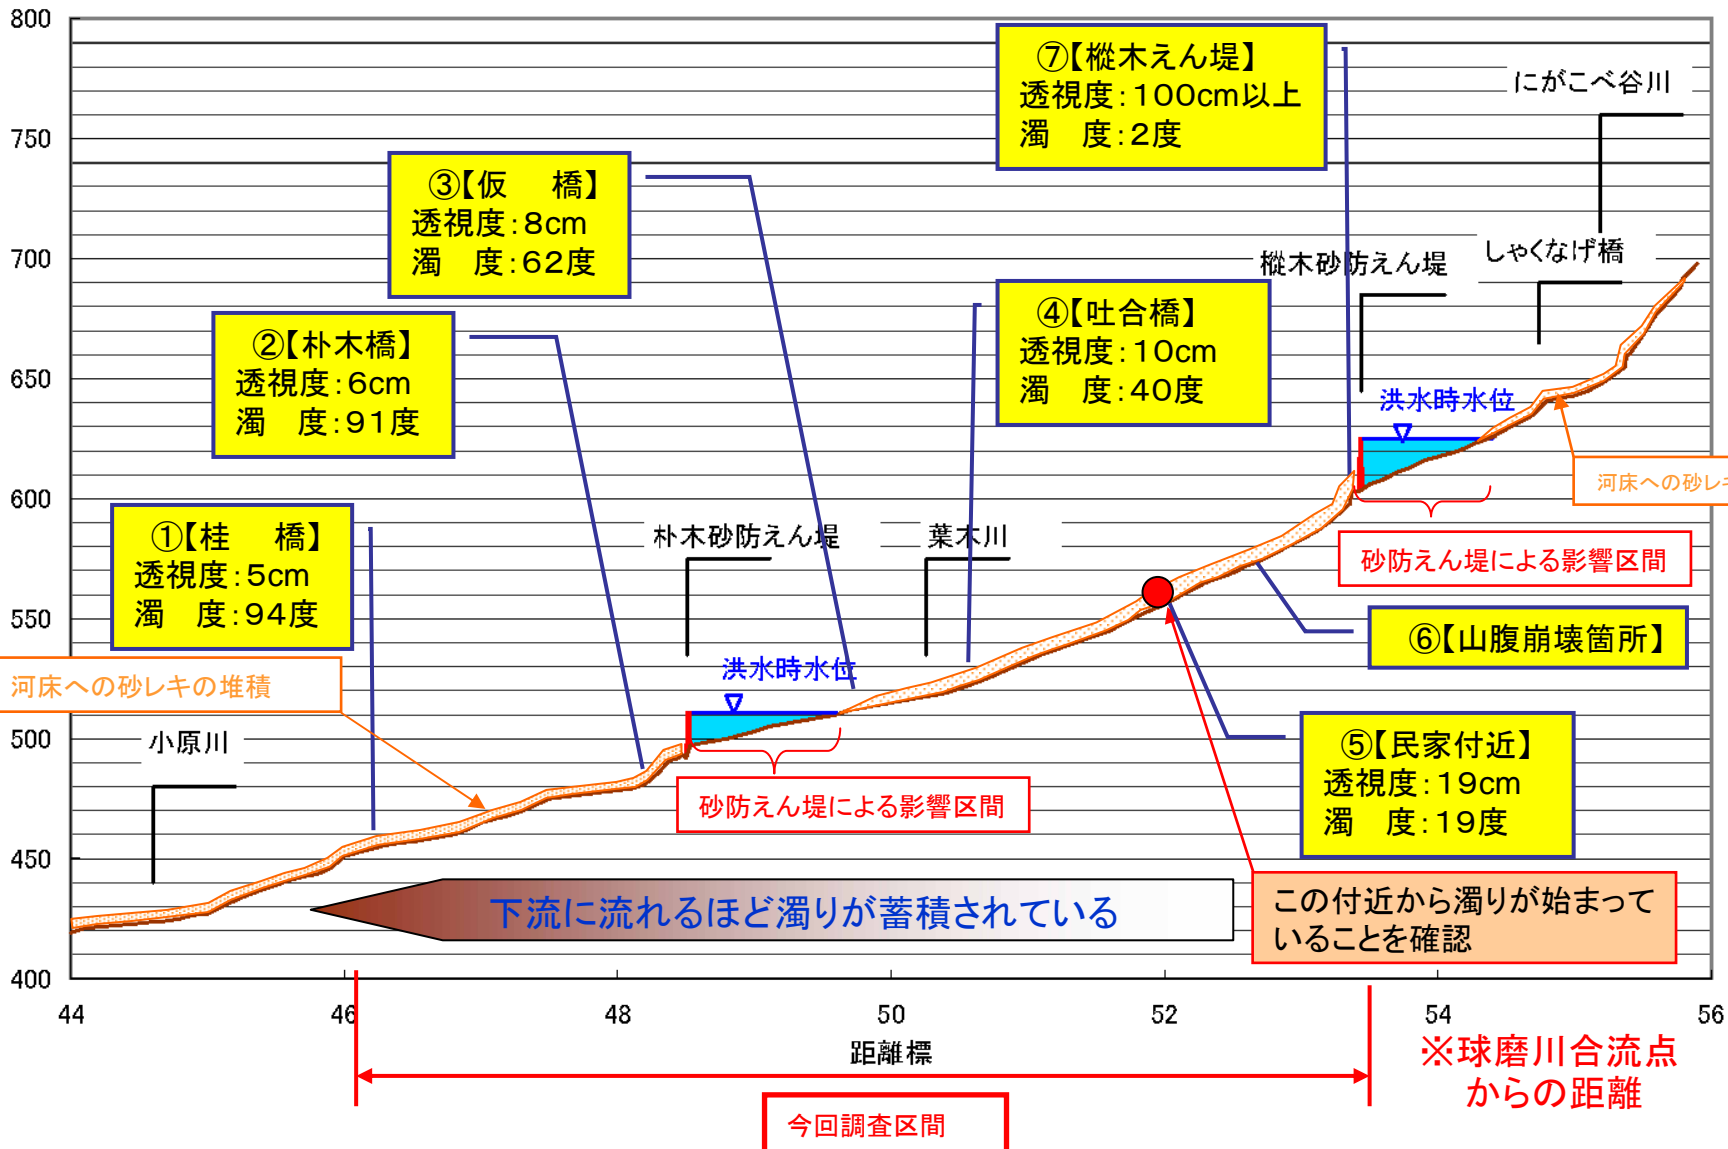 800
750
700
650
600
550
500
450
400
44
46
48
50
52
54
56
距離標
※球磨川合流点
からの距離
今回調査区間
⑦【樅木えん堤】
透視度:100cm以上
濁　度:2度
にがこべ谷川
③【仮　橋】
透視度:8cm
濁　度:62度
樅木砂防えん堤
しゃくなげ橋
②【朴木橋】
透視度:6cm
濁　度:91度
④【吐合橋】
透視度:10cm
濁　度:40度
洪水時水位
河床への砂レキ
①【桂　橋】
透視度:5cm
濁　度:94度
朴木砂防えん堤
葉木川
砂防えん堤による影響区間
⑥【山腹崩壊箇所】
河床への砂レキの堆積
洪水時水位
小原川
砂防えん堤による影響区間
⑤【民家付近】
透視度:19cm
濁　度:19度
下流に流れるほど濁りが蓄積されている
この付近から濁りが始まって
いることを確認